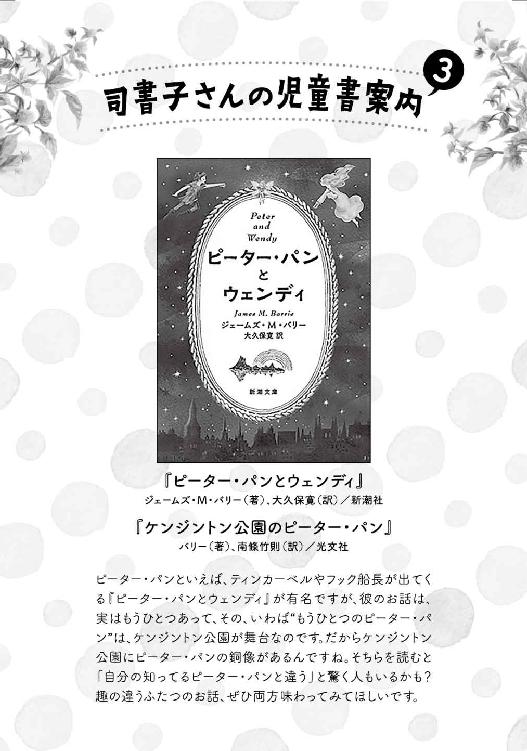 司書子さんの児童書案内
3
Peter
and
Wendy
ピーター・パン
と
ウェンディ
James M. Barrie
ジェームズ・M・バリー
大久保寛 訳
新潮文庫
『ピーター・パンとウェンディ』
ジェームズ・M・バリー（著）、大久保寛（訳）／新潮社
『ケンジントン公園のピーター・パン』
バリー（著）、南條竹則（訳）／光文社
ピーター・パンといえば、ティンカーベルやフック船長が出てく
る『ピーター・パンとウェンディ』が有名ですが、彼のお話は、
実はもうひとつあって、その、いわば“もうひとつのピーター・パ
ン”は、ケンジントン公園が舞台なのです。だからケンジントン
公園にピーター・パンの銅像があるんですね。そちらを読むと
「自分の知ってるピーター・パンと違う」と驚く人もいるかも?
趣の違うふたつのお話、ぜひ両方味わってみてほしいです。